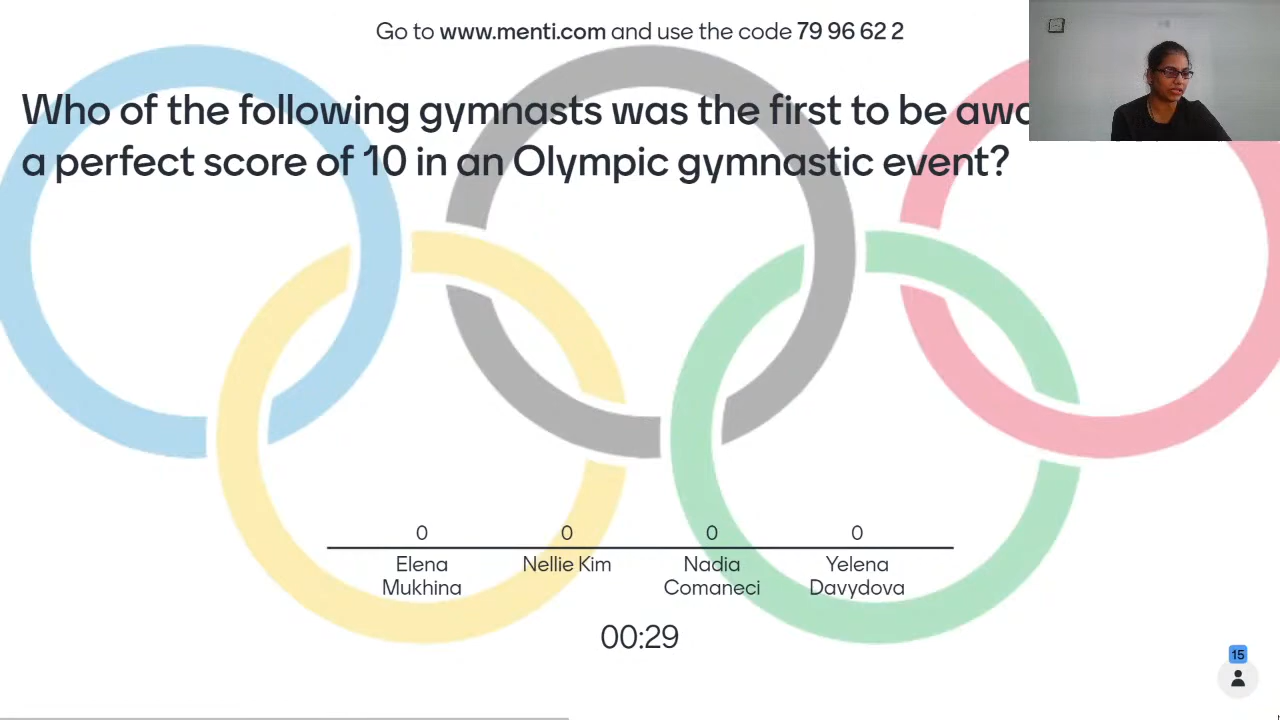 Go to www.menti.com and use the code 79 96 62 2
Who of the following gymnasts was the first to be
a perfect score of 10 in an Olympic gymnastic event?
0 0 0 0
Elena Nellie Kim Nadia Yelena
Mukhina Comaneci Davydova
00:29
15